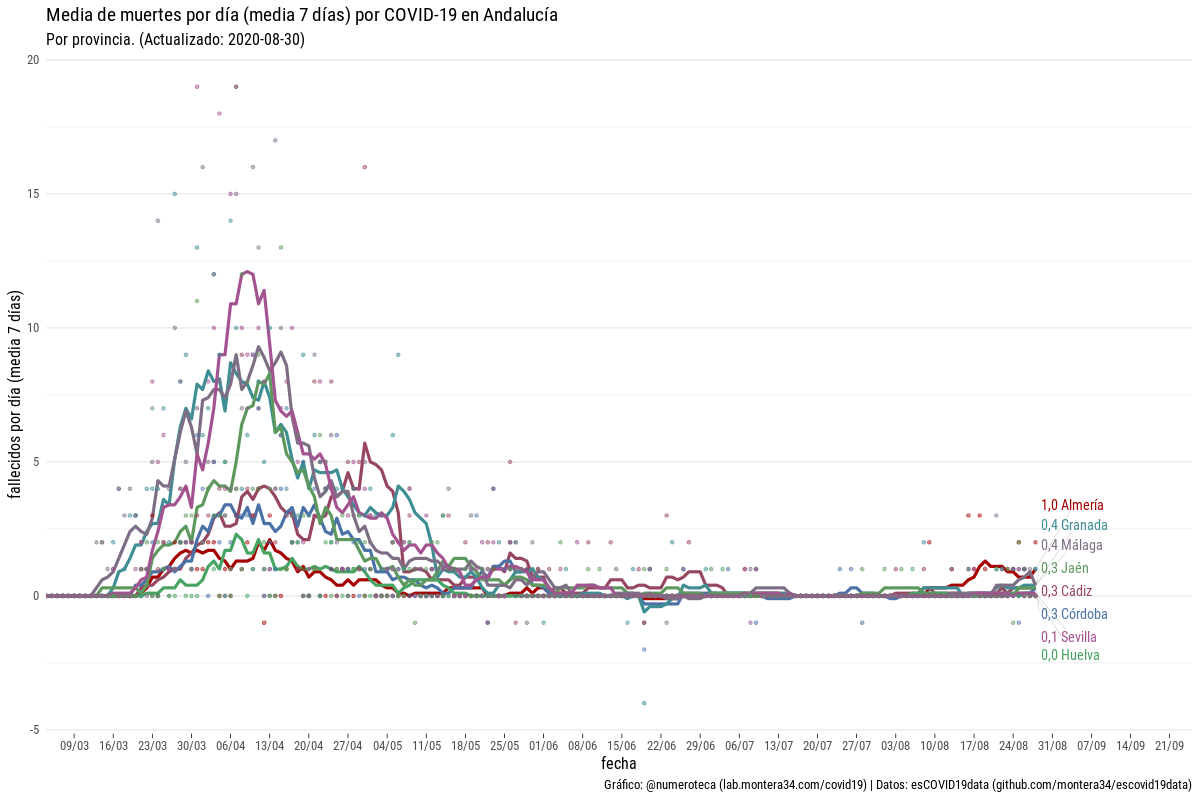 Media de muertes por día (media 7 días) por COVID-19 en Andalucía
Por provincia. (Actualizado: 2020-08-30)
fallecidos por día (media 7 días)
20
15
10
5
0
-5
1,0 Almería
0,4 Granada
0,4 Málaga
0,3 Jaén
0,3 Cádiz
0,3 Córdoba
0,1 Sevilla
0,0 Huelva
09/03 16/03 23/03 30/03 06/04 13/04 20/04 27/04 04/05 11/05 18/05 25/05 01/06 08/06 15/06 22/06 29/06 06/07 13/07 20/07 27/07 03/08 10/08 17/08 24/08 31/08 07/09 14/09 21/09
fecha
Gráfico: @numeroteca (lab.montera34.com/covid19) | Datos: esCOVID19data (github.com/montera34/escovid19data)